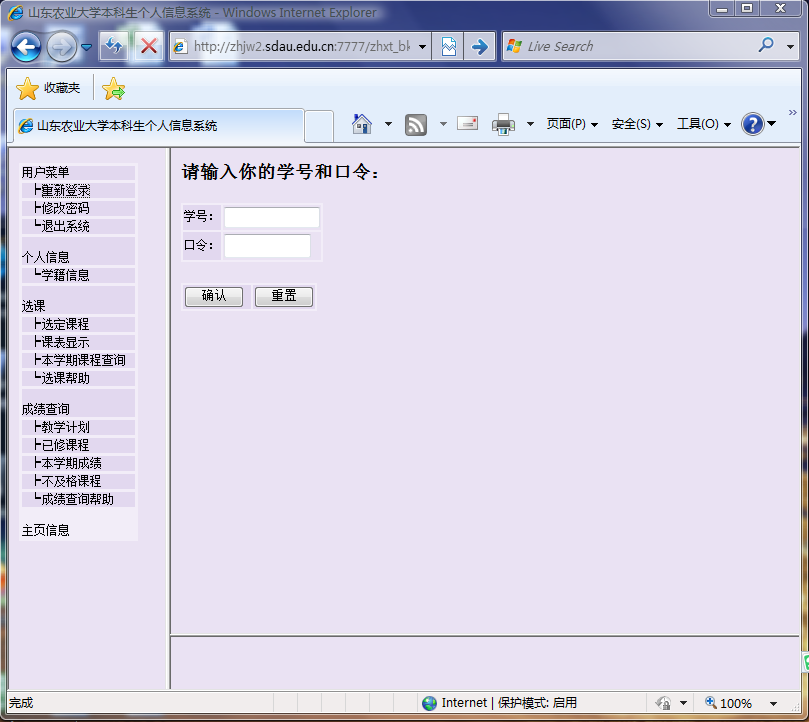 山东农业大学本科生个人信息系统 - Windows Internet Explorer
http://zhjw2.sdau.edu.cn:7777/zhxt_bk
Live Search
收藏夹
山东农业大学本科生个人信息系统
页面(P)
安全(S)
工具(O)
用户菜单
┣重新登录
┣修改密码
┗退出系统
个人信息
┗学籍信息
选课
┣选定课程
┣课表显示
┣本学期课程查询
┗选课帮助
成绩查询
┣教学计划
┣已修课程
┣本学期成绩
┣不及格课程
┗成绩查询帮助
主页信息
请输入你的学号和口令:
学号:
口令:
确认
重置
完成
Internet | 保护模式: 启用
100%